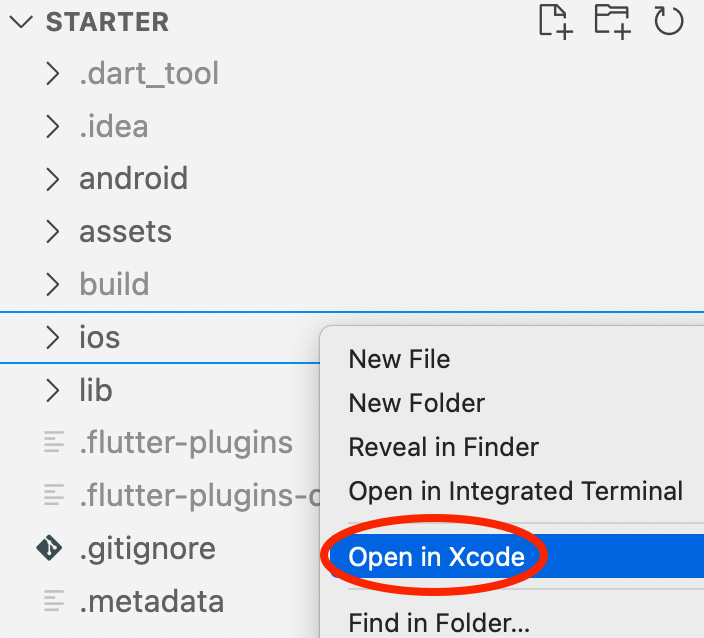 STARTER
.dart_tool
.idea
android
assets
build
ios
lib
.flutter-plugins
.flutter-plugins-d
.gitignore
.metadata
New File
New Folder
Reveal in Finder
Open in Integrated Terminal
Open in Xcode
Find in Folder...